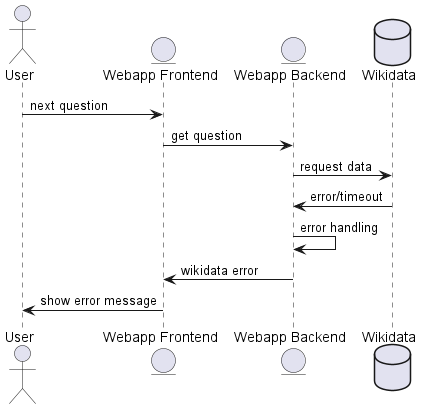 User
Webapp Frontend
Webapp Backend
Wikidata
next question
get question
request data
error/timeout
error handling
wikidata error
show error message
User
Webapp Frontend
Webapp Backend
Wikidata